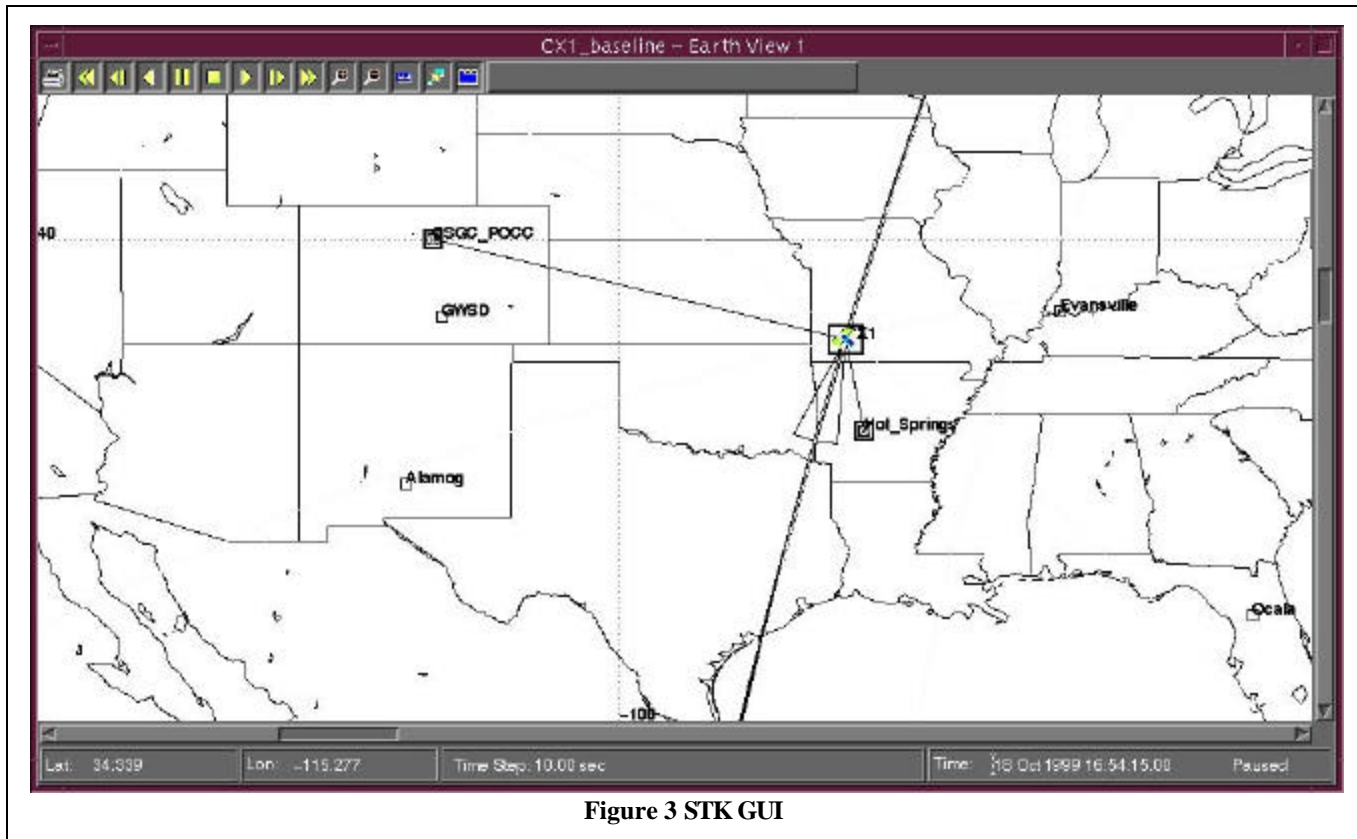 CX1_baseline – Earth View 1
40
CSGC_POCC
GWSD
Evansville
X1
Hot_Springs
Alamog
Ocala
-100
Lat: 34.339
Lon: -115.277
Time Step: 10.00 sec
Time: 18 Oct 1999 16:54:15.00
Paused
Figure 3 STK GUI